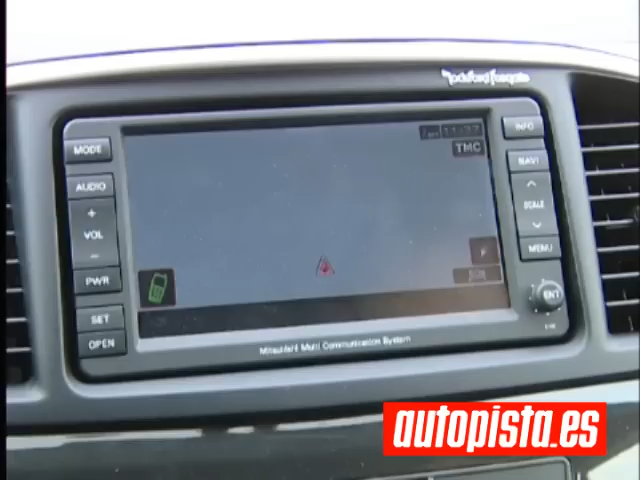 Rockford Fosgate
INFO
MODE
TMC
NAVI
AUDIO
+
SCALE
VOL
-
MENU
PWR
ENT
SET
OPEN
Mitsubishi Multi Communication System
autopista.es